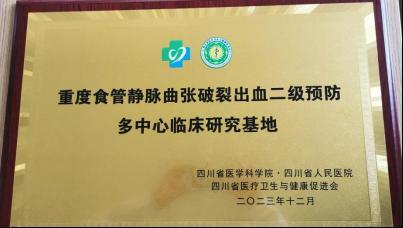 重度食管静脉曲张破裂出血二级预防
多中心临床研究基地
四川省医学科学院·四川省人民医院
四川省医疗卫生与健康促进会
二〇二三年十二月